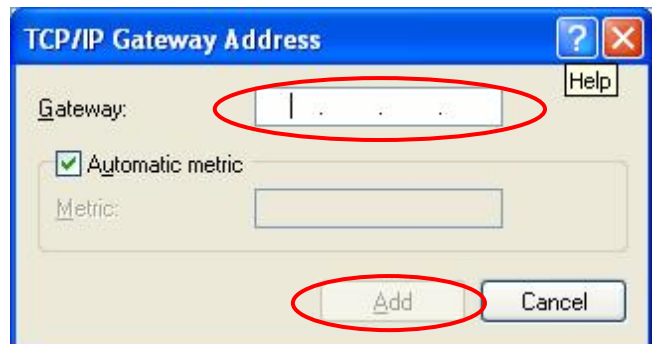 TCP/IP Gateway Address
Help
Gateway:
. . .
Automatic metric
Metric:
Add Cancel